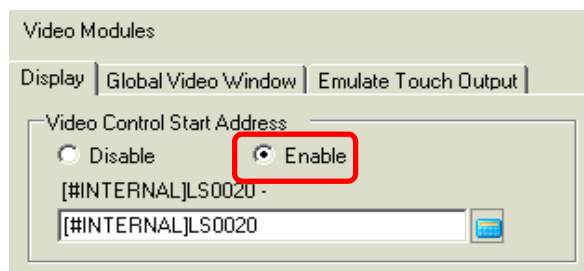 Video Modules
Display Global Video Window Emulate Touch Output
Video Control Start Address
Disable Enable
[#INTERNAL]LS0020 -
[#INTERNAL]LS0020